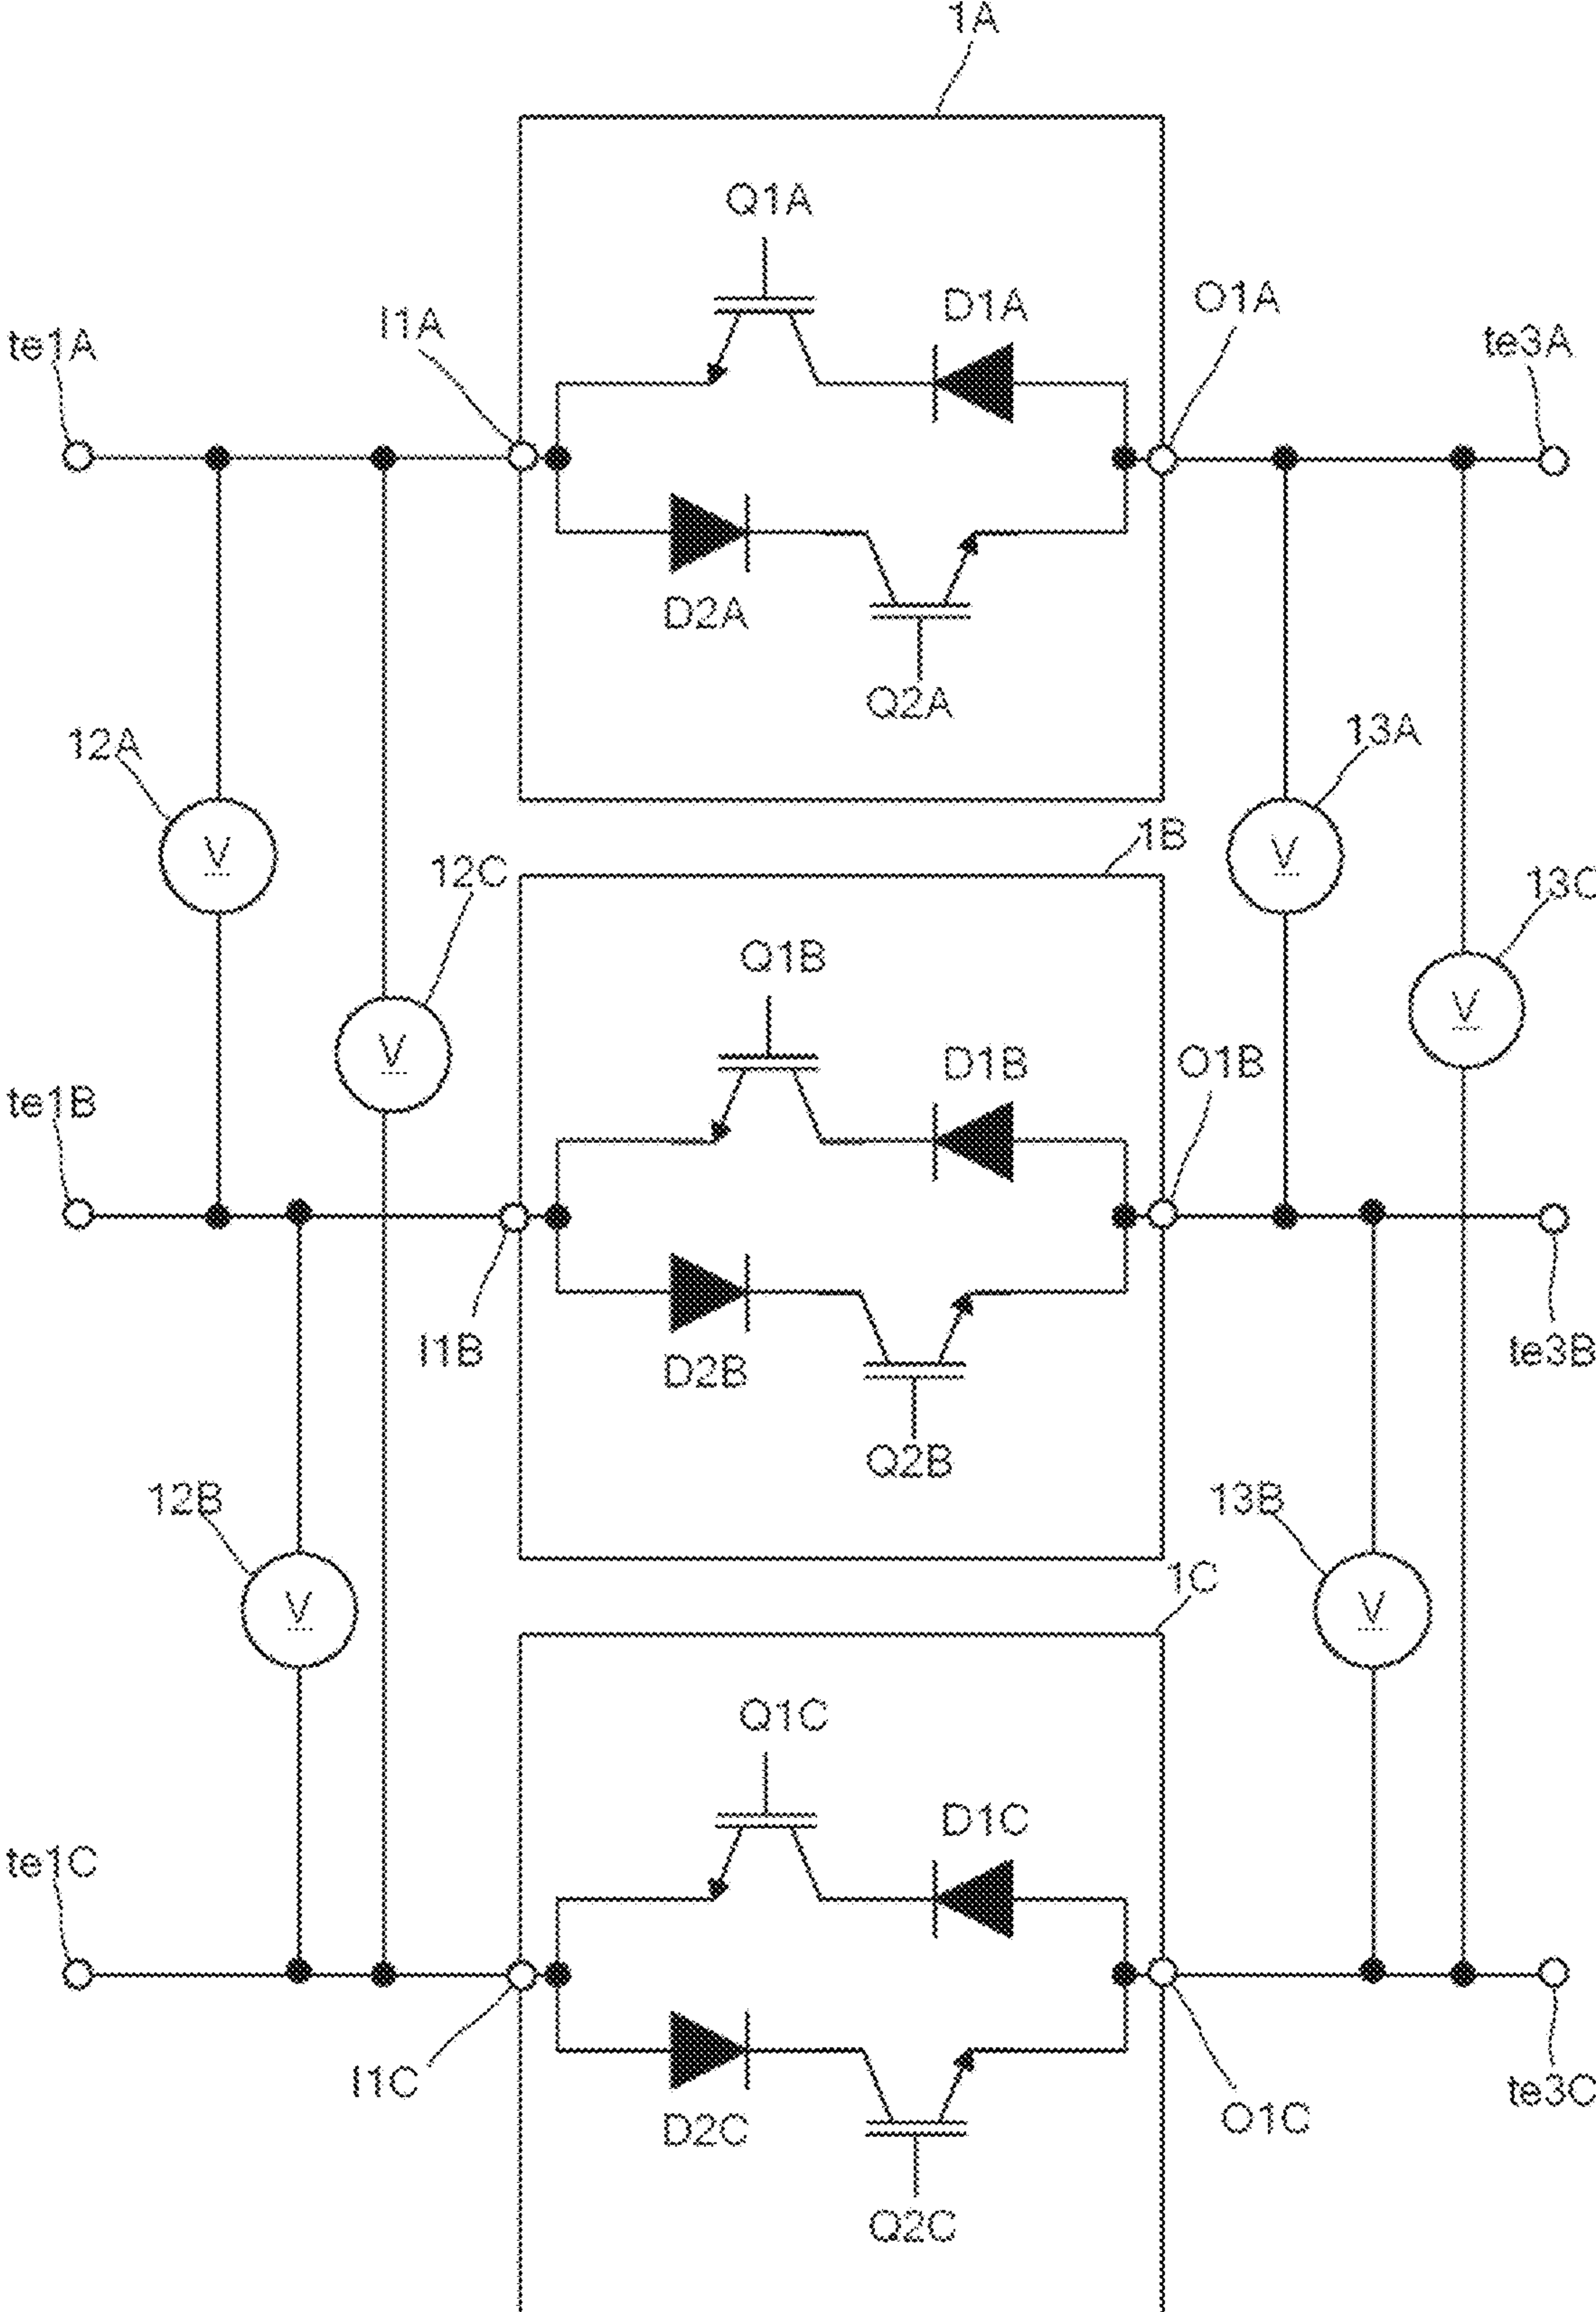 1A
Q1A
D1A
O1A
I1A
te1A
te3A
D2A
Q2A
12A
13A
V
V
1B
12C
13C
Q1B
V
V
D1B
O1B
te1B
I1B
te3B
D2B
Q2B
12B
13B
V
V
1C
Q1C
D1C
te1C
I1C
O1C
te3C
D2C
Q2C